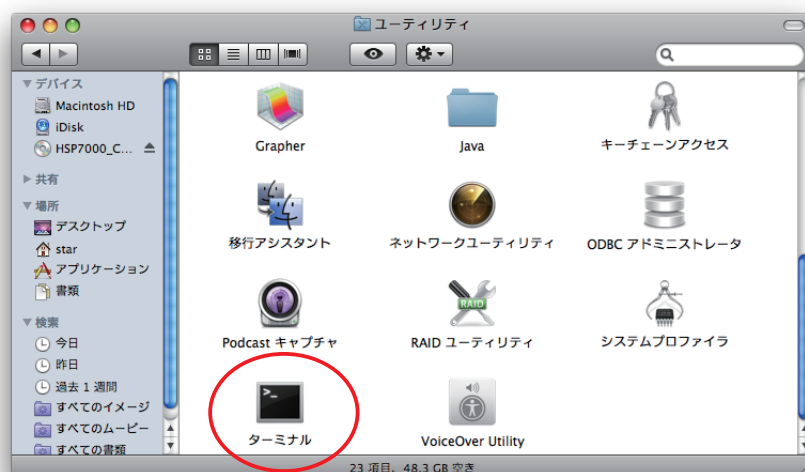 ユーティリティ
デバイス
Macintosh HD
iDisk
HSP7000_C...
共有
場所
デスクトップ
star
アプリケーション
書類
検索
今日
昨日
過去 1 週間
すべてのイメージ
すべてのムービー
すべての書類
Grapher
Java
キーチェーンアクセス
移行アシスタント
ネットワークユーティリティ
ODBC アドミニストレータ
Podcast キャプチャ
RAID
RAID ユーティリティ
システムプロファイラ
>_
ターミナル
VoiceOver Utility
23 項目、48.3 GB 空き